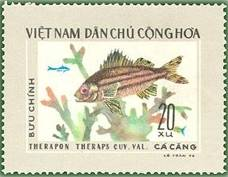 VIỆT NAM DÂN CHỦ CỘNG HÒA
BƯU CHÍNH
20
XU
THERAPON THERAPS CUV. VAL.
CÁ CĂNG